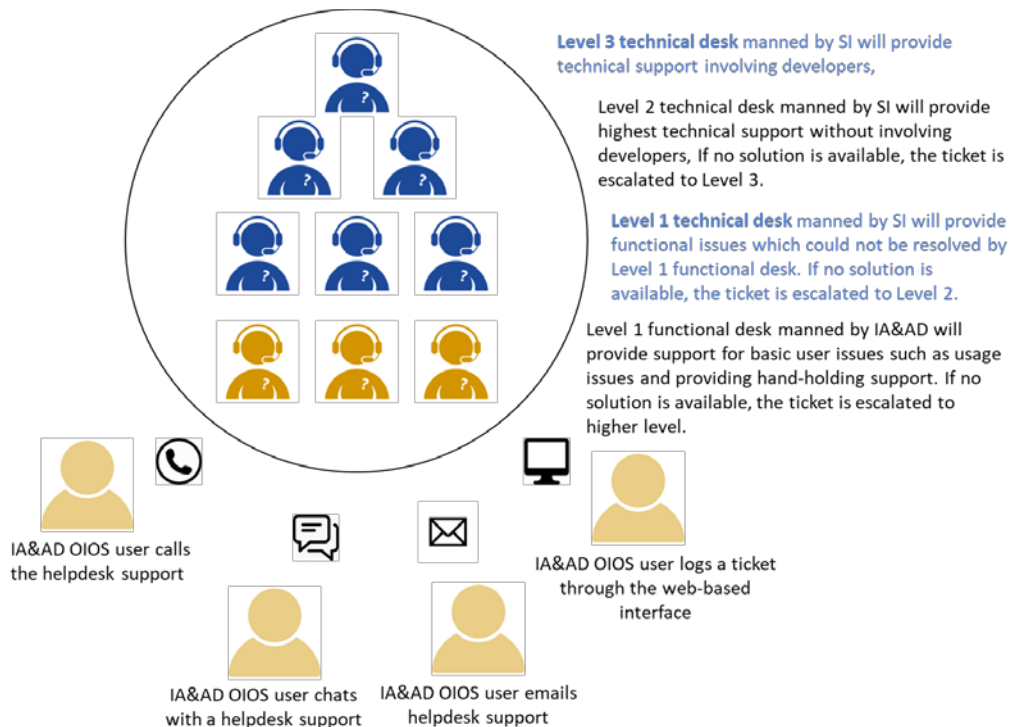 Level 3 technical desk manned by SI will provide
technical support involving developers,
Level 2 technical desk manned by SI will provide
highest technical support without involving
developers, If no solution is available, the ticket is
escalated to Level 3.
Level 1 technical desk manned by SI will provide
functional issues which could not be resolved by
Level 1 functional desk. If no solution is
available, the ticket is escalated to Level 2.
Level 1 functional desk manned by IA&AD will
provide support for basic user issues such as usage
issues and providing hand-holding support. If no
solution is available, the ticket is escalated to
higher level.
? 
? ?
? ? ?
? ? ?
IA&AD OIOS user calls
the helpdesk support
IA&AD OIOS user chats
with a helpdesk support
IA&AD OIOS user emails
helpdesk support
IA&AD OIOS user logs a ticket
through the web-based
interface